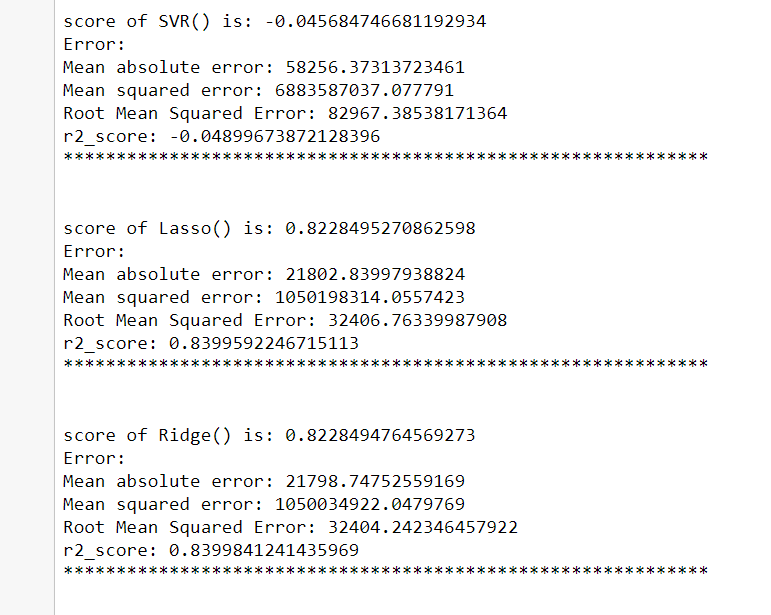 score of SVR() is: -0.045684746681192934
Error:
Mean absolute error: 58256.37313723461
Mean squared error: 6883587037.077791
Root Mean Squared Error: 82967.38538171364
r2_score: -0.04899673872128396
*************************************************************
score of Lasso() is: 0.8228495270862598
Error:
Mean absolute error: 21802.83997938824
Mean squared error: 1050198314.0557423
Root Mean Squared Error: 32406.76339987908
r2_score: 0.8399592246715113
*************************************************************
score of Ridge() is: 0.8228494764569273
Error:
Mean absolute error: 21798.74752559169
Mean squared error: 1050034922.0479769
Root Mean Squared Error: 32404.242346457922
r2_score: 0.8399841241435969
*************************************************************